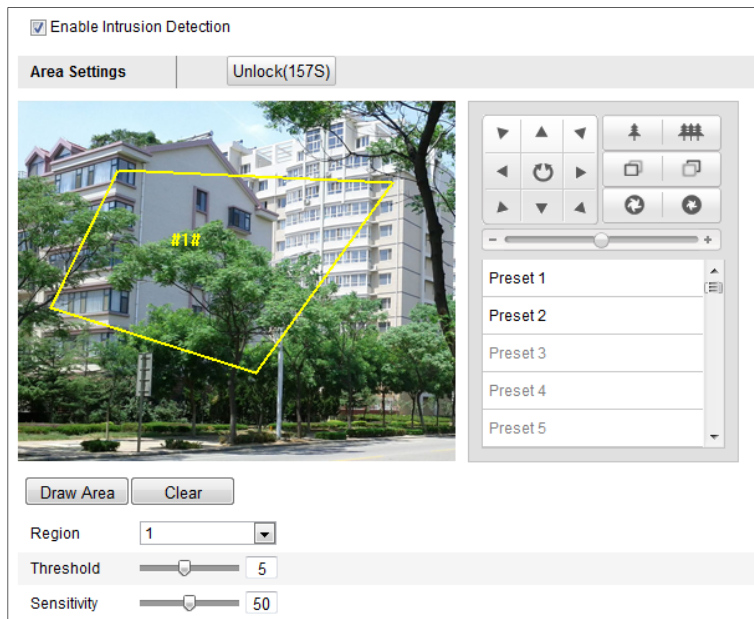 Enable Intrusion Detection
Area Settings Unlock(157S)
#1#
Preset 1
Preset 2
Preset 3
Preset 4
Preset 5
Draw Area Clear
Region 1
Threshold 5
Sensitivity 50